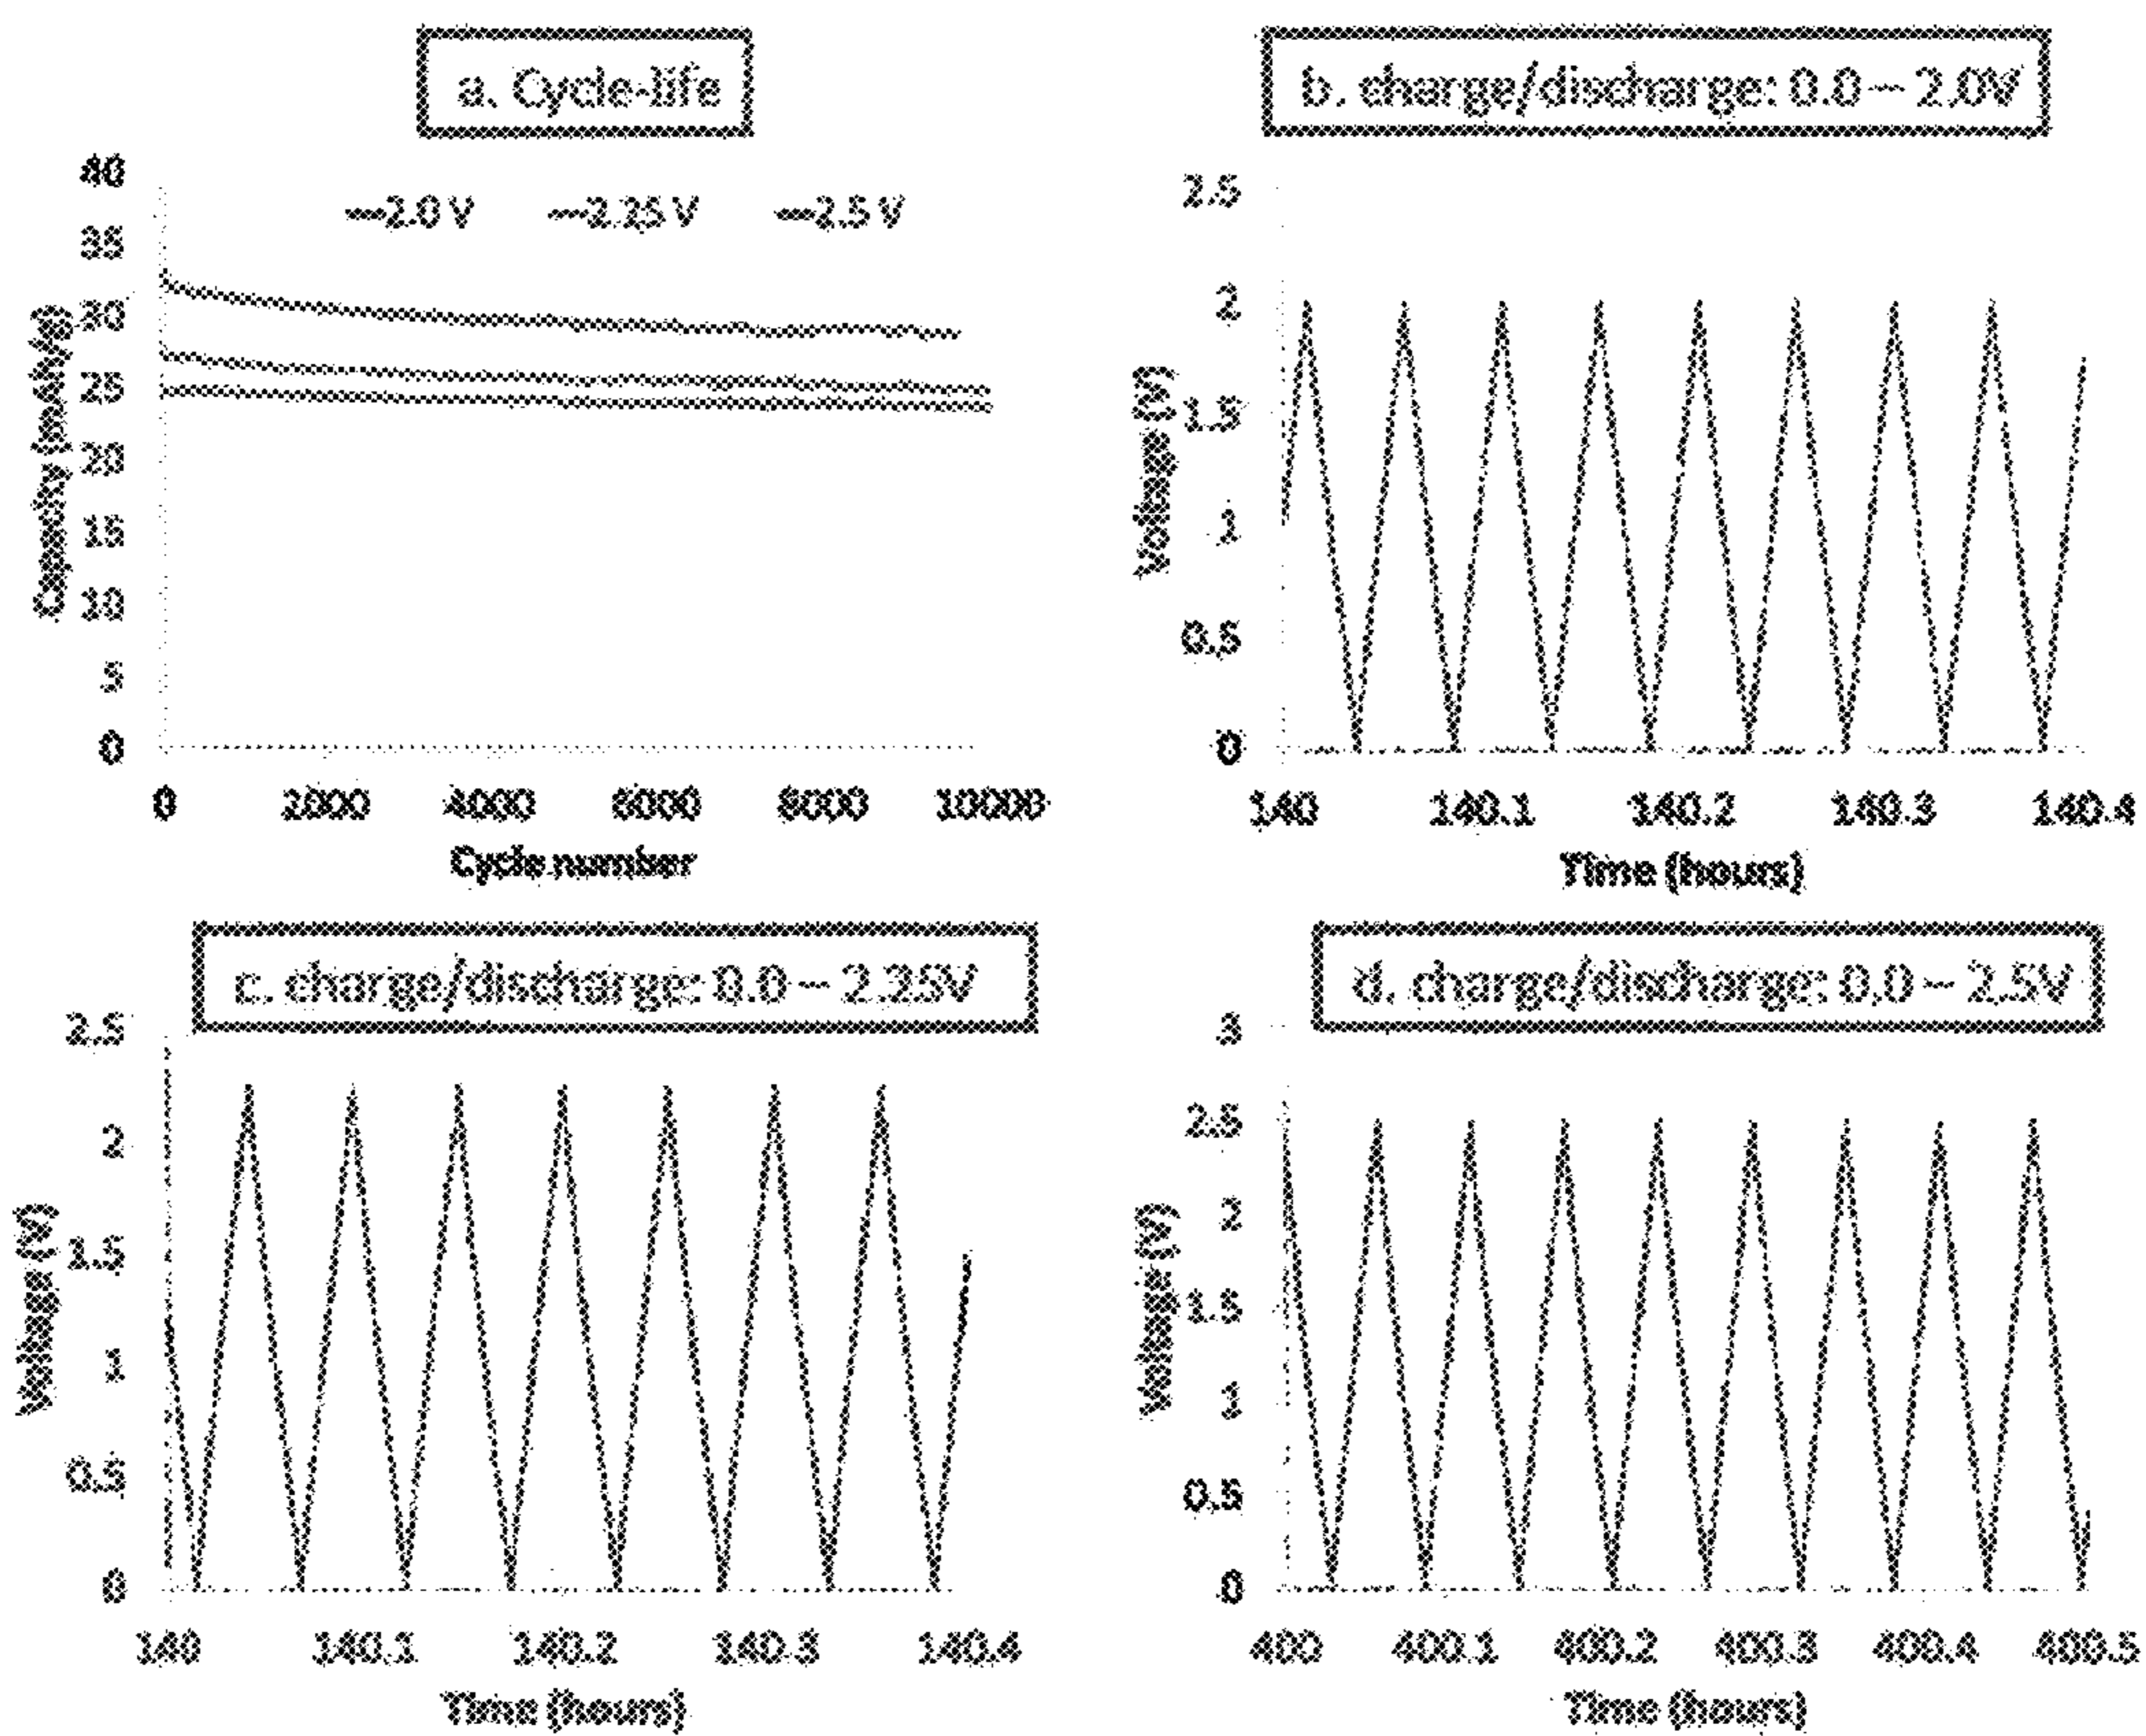 a. Cycle-life
40
35
30
25
20
15
10
5
0
Capacity (mAh/g)
—2.0 V —2.25 V —2.5 V
0 2000 4000 6000 8000 10000
Cycle number
b. charge/discharge: 0.0 – 2.0V
2.5
2
1.5
1
0.5
0
Voltage (V)
140 140.1 140.2 140.3 140.4
Time (hours)
c. charge/discharge: 0.0 – 2.25V
2.5
2
1.5
1
0.5
0
Voltage (V)
140 140.1 140.2 140.3 140.4
Time (hours)
d. charge/discharge: 0.0 – 2.5V
3
2.5
2
1.5
1
0.5
0
Voltage (V)
400 400.1 400.2 400.3 400.4 400.5
Time (hours)